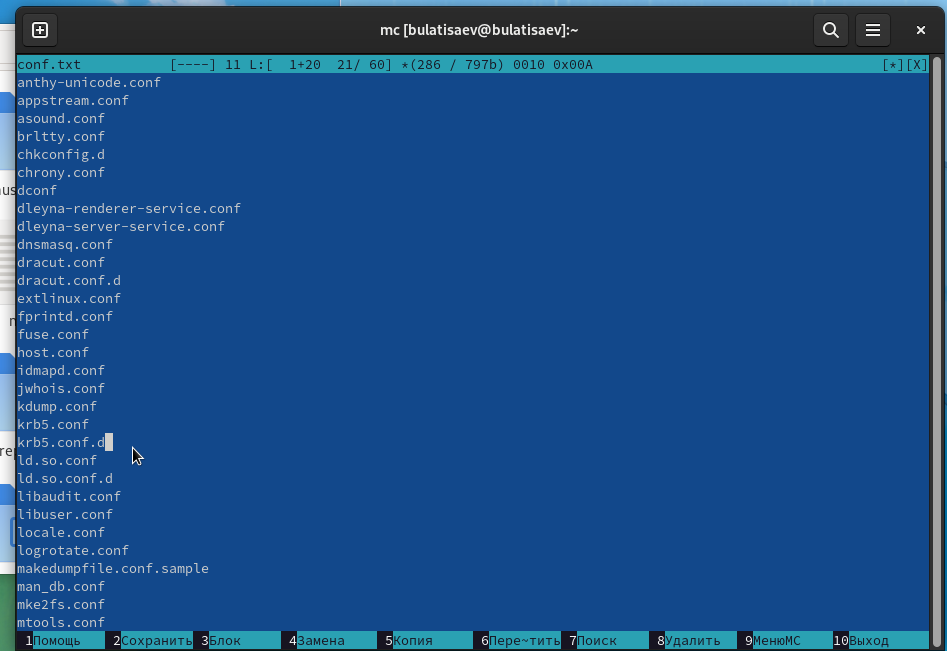 mc [bulatisaev@bulatisaev]:~
conf.txt [----] 11 L:[ 1+20 21/ 60] *(286 / 797b) 0010 0x00A [*][X]
anthy-unicode.conf
appstream.conf
asound.conf
brltty.conf
chkconfig.d
chrony.conf
dconf
dleyna-renderer-service.conf
dleyna-server-service.conf
dnsmasq.conf
dracut.conf
dracut.conf.d
extlinux.conf
fprintd.conf
fuse.conf
host.conf
idmapd.conf
jwhois.conf
kdump.conf
krb5.conf
krb5.conf.d
ld.so.conf
ld.so.conf.d
libaudit.conf
libuser.conf
locale.conf
logrotate.conf
makedumpfile.conf.sample
man_db.conf
mke2fs.conf
mtools.conf
1Помощь 2Сохранить 3Блок 4Замена 5Копия 6Пере~тить 7Поиск 8Удалить 9МенюМС 10Выход